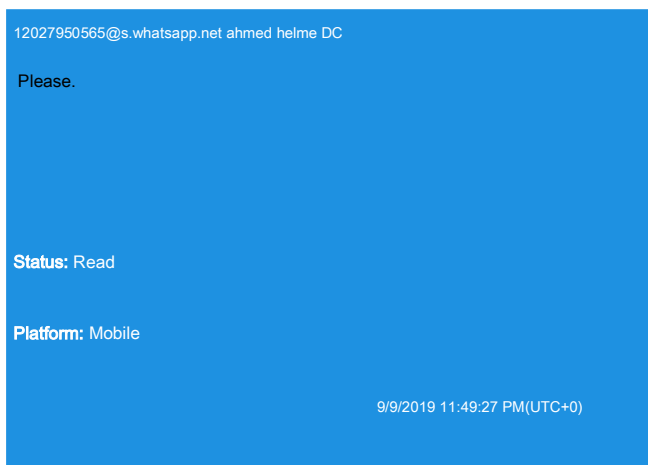 12027950565@s.whatsapp.net ahmed helme DC
Please.
Status: Read
Platform: Mobile
9/9/2019 11:49:27 PM(UTC+0)